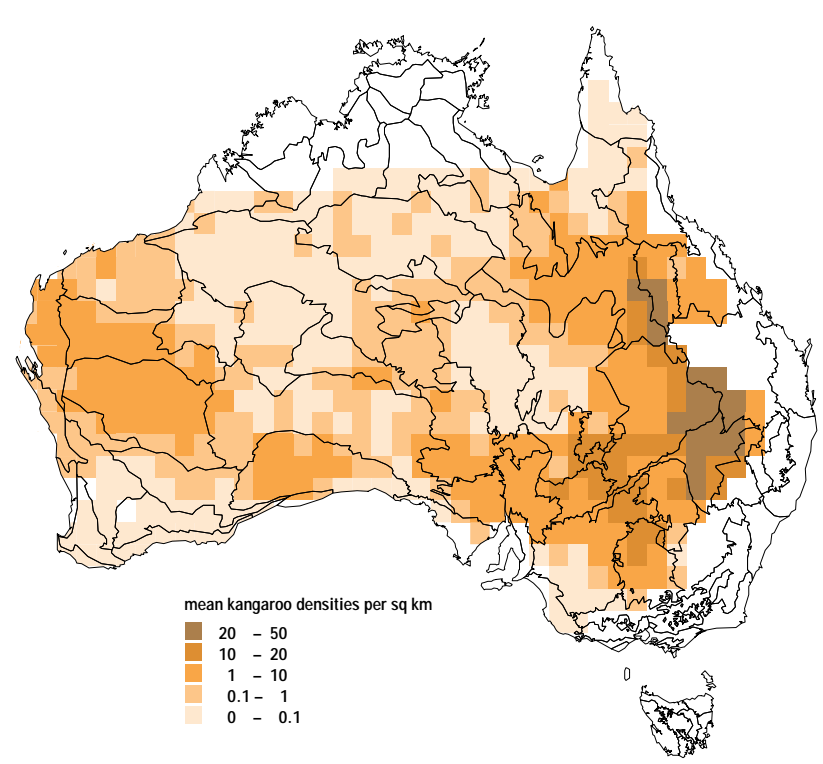 mean kangaroo densities per sq km
20 – 50
10 – 20
1 – 10
0.1 – 1
0 – 0.1